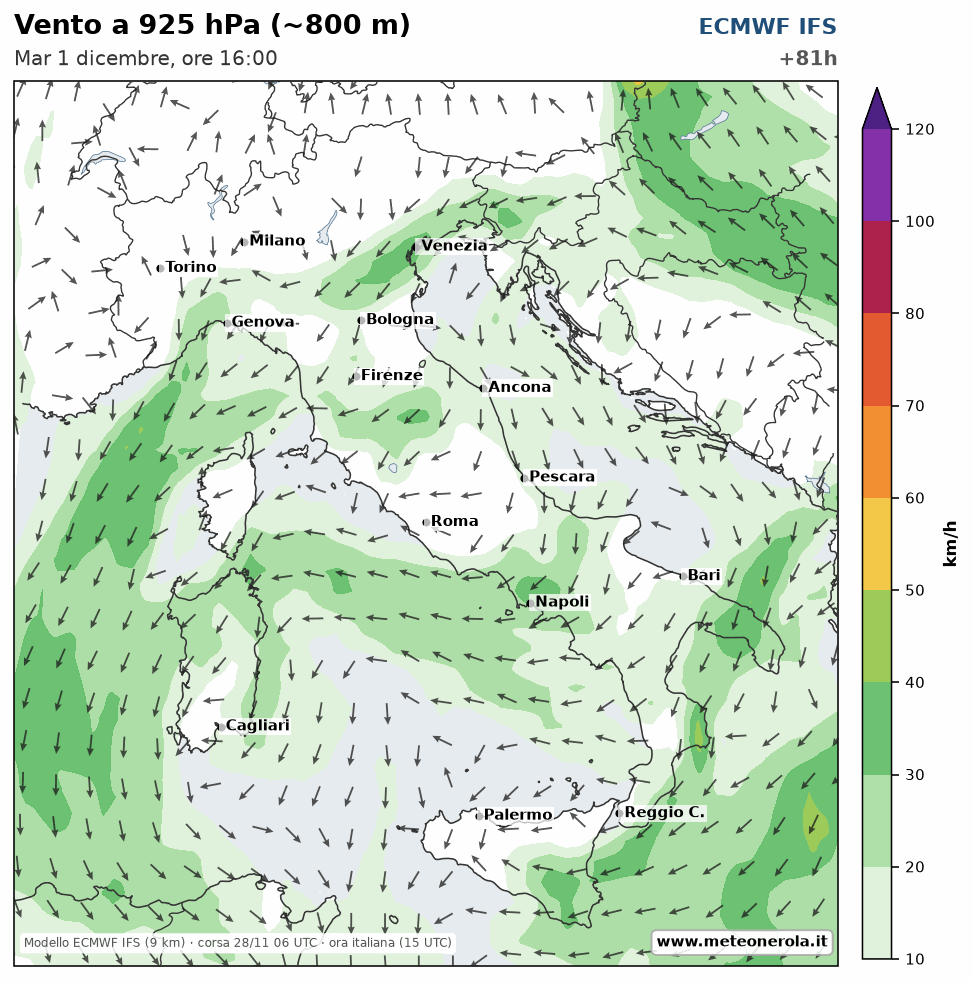 Vento a 925 hPa (~800 m)
ECMWF IFS
Mar 1 dicembre, ore 16:00
+81h
120
100
80
70
60
50
40
30
20
10
km/h
Milano
Venezia
Torino
Genova
Bologna
Firenze
Ancona
Pescara
Roma
Bari
Napoli
Cagliari
Palermo
Reggio C.
Modello ECMWF IFS (9 km) · corsa 28/11 06 UTC · ora italiana (15 UTC)
www.meteonerola.it